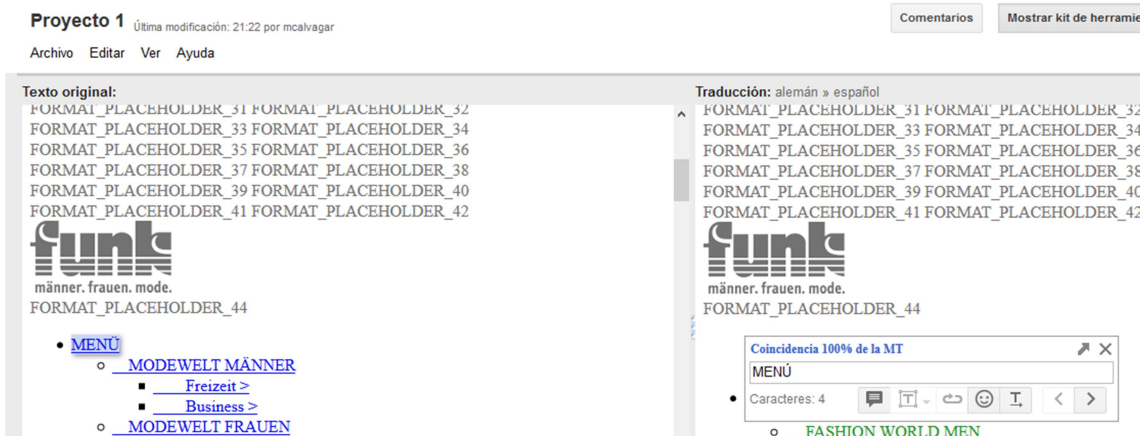 Proyecto 1 Última modificación: 21:22 por mcalvagar
Comentarios Mostrar kit de
Archivo Editar Ver Ayuda
Texto original:
FORMAT_PLACEHOLDER_31 FORMAT_PLACEHOLDER_32
FORMAT_PLACEHOLDER_33 FORMAT_PLACEHOLDER_34
FORMAT_PLACEHOLDER_35 FORMAT_PLACEHOLDER_36
FORMAT_PLACEHOLDER_37 FORMAT_PLACEHOLDER_38
FORMAT_PLACEHOLDER_39 FORMAT_PLACEHOLDER_40
FORMAT_PLACEHOLDER_41 FORMAT_PLACEHOLDER_42
funk
männer. frauen. mode.
FORMAT_PLACEHOLDER_44
MENÜ
MODEWELT MÄNNER
Freizeit >
Business >
MODEWELT FRAUEN
Traducción: alemán » español
FORMAT_PLACEHOLDER_31 FORMAT_PLACEHOLDER_32
FORMAT_PLACEHOLDER_33 FORMAT_PLACEHOLDER_34
FORMAT_PLACEHOLDER_35 FORMAT_PLACEHOLDER_36
FORMAT_PLACEHOLDER_37 FORMAT_PLACEHOLDER_38
FORMAT_PLACEHOLDER_39 FORMAT_PLACEHOLDER_40
FORMAT_PLACEHOLDER_41 FORMAT_PLACEHOLDER_42
funk
männer. frauen. mode.
FORMAT_PLACEHOLDER_44
Coincidencia 100% de la MT
MENÚ
Caracteres: 4
FASHION WORLD MEN